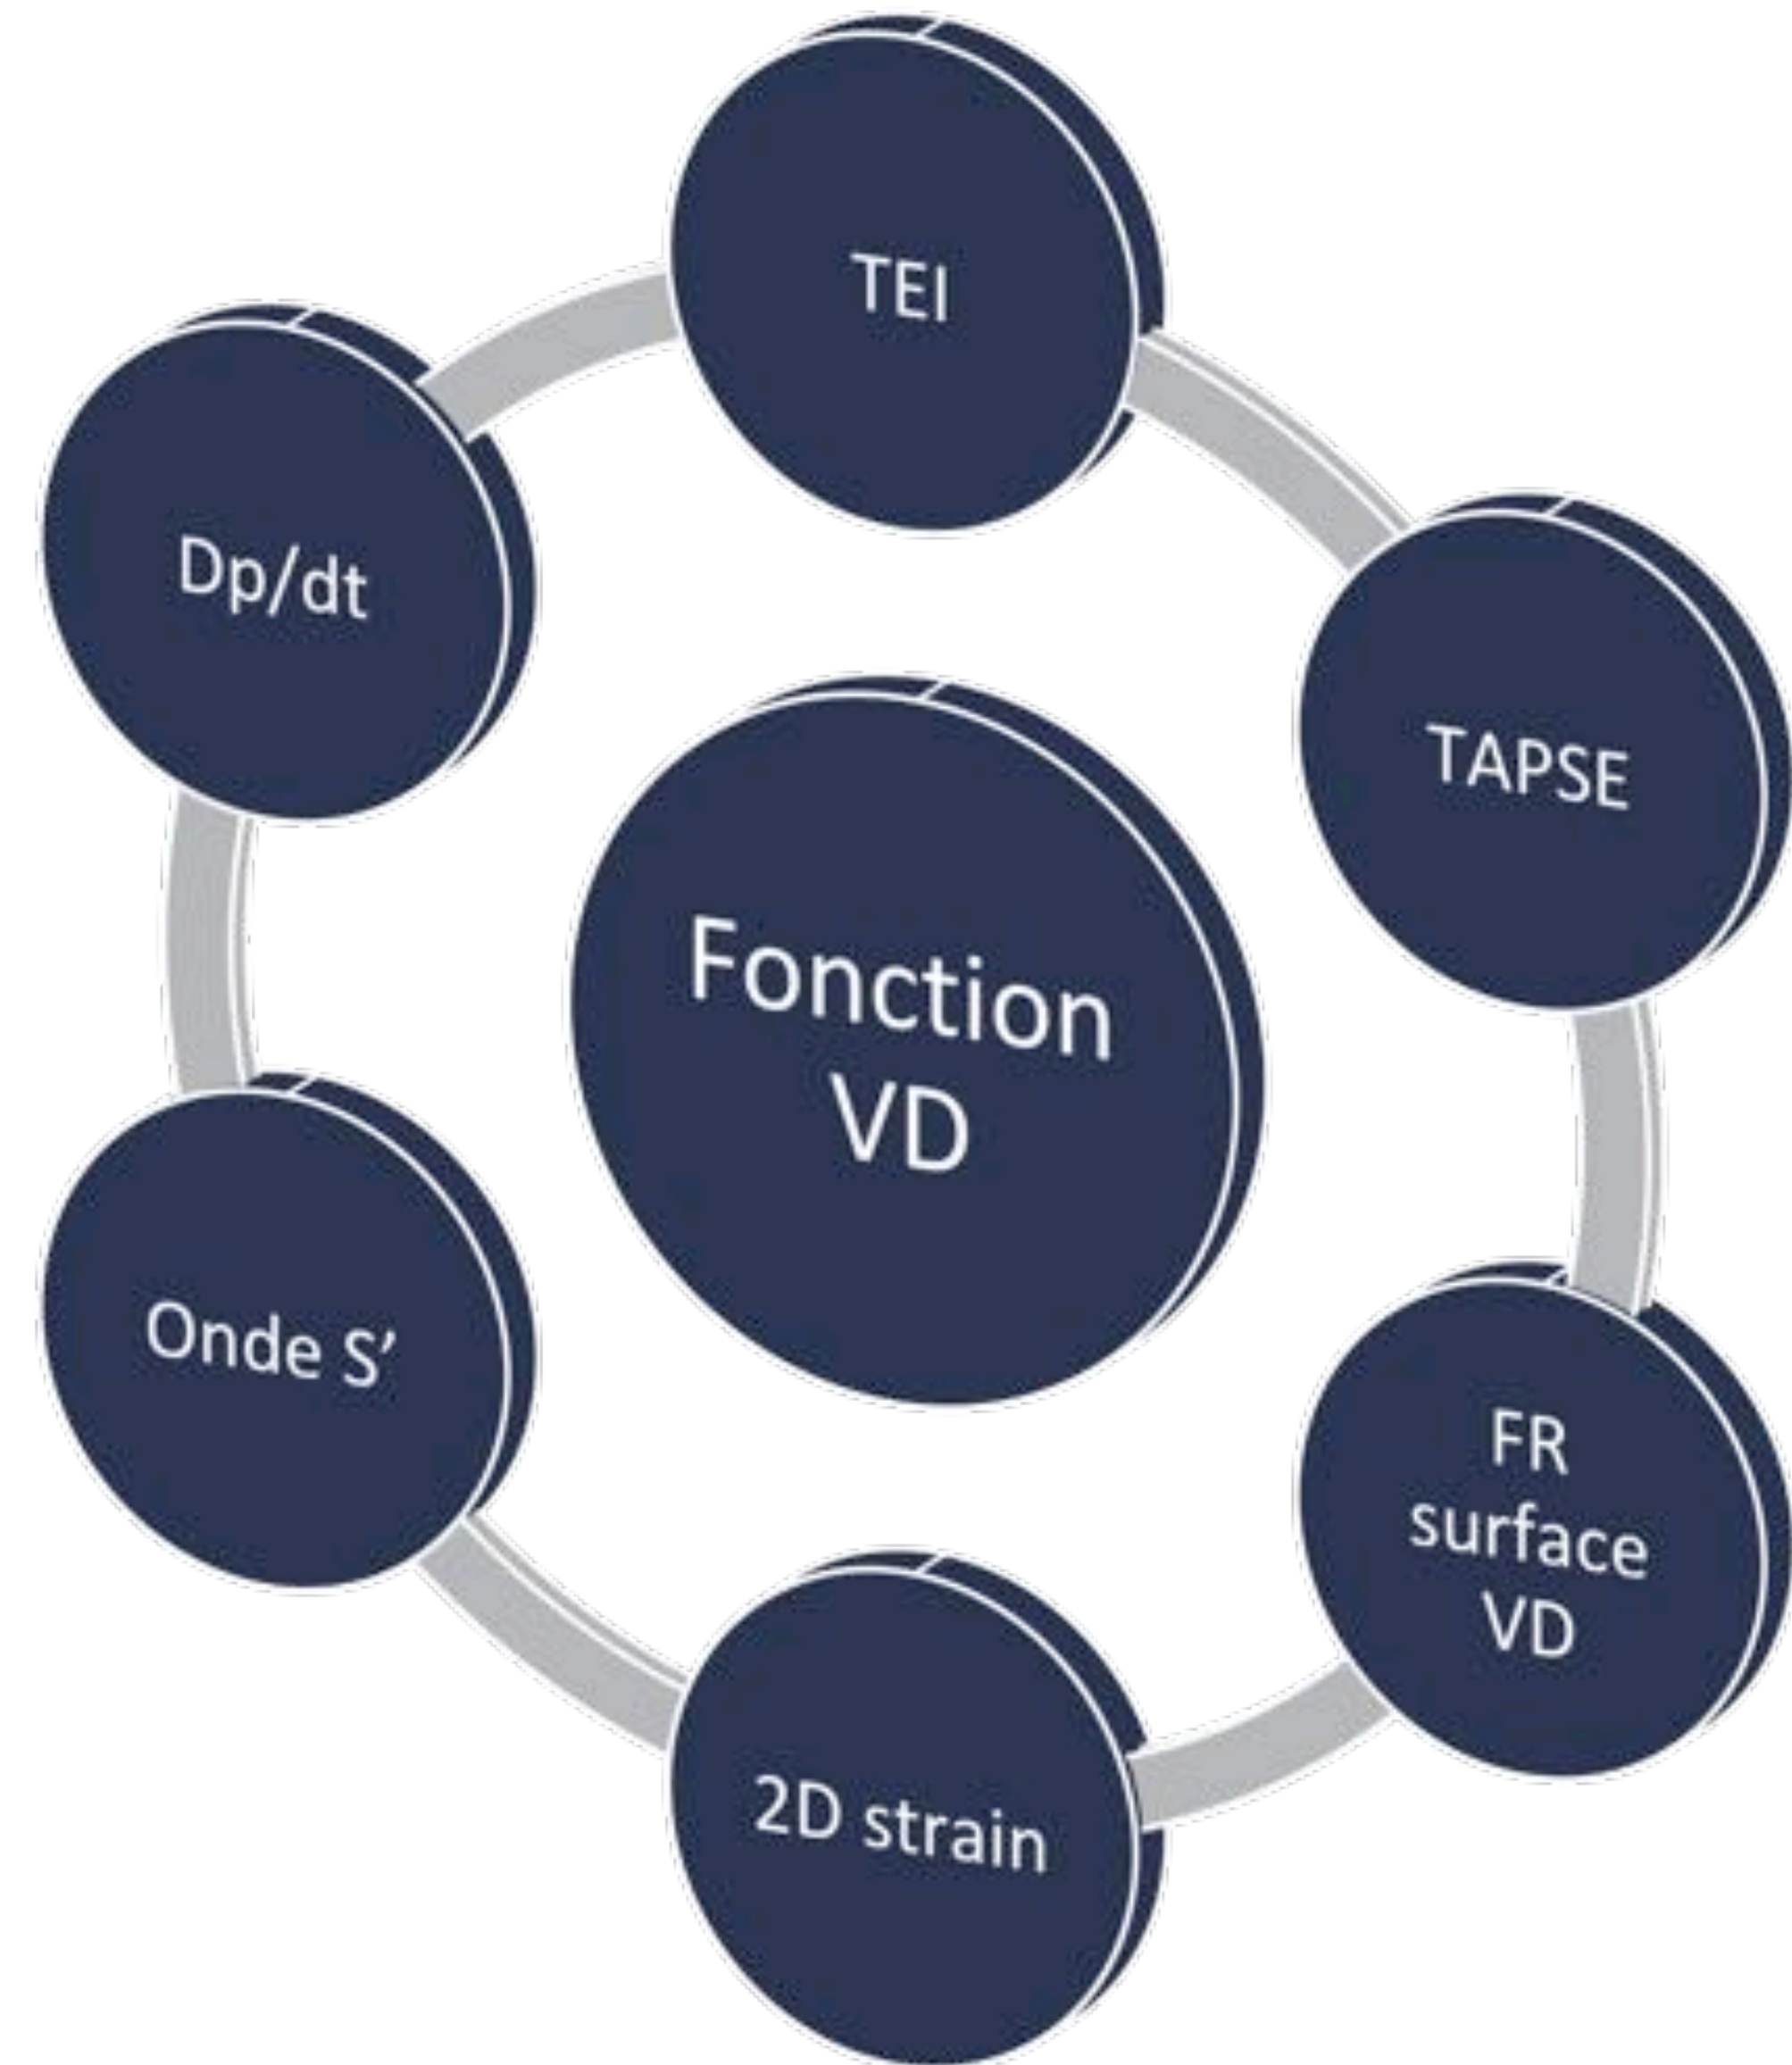 TEI
Dp/dt
TAPSE
Fonction
VD
Onde S’
FR
surface
VD
2D strain